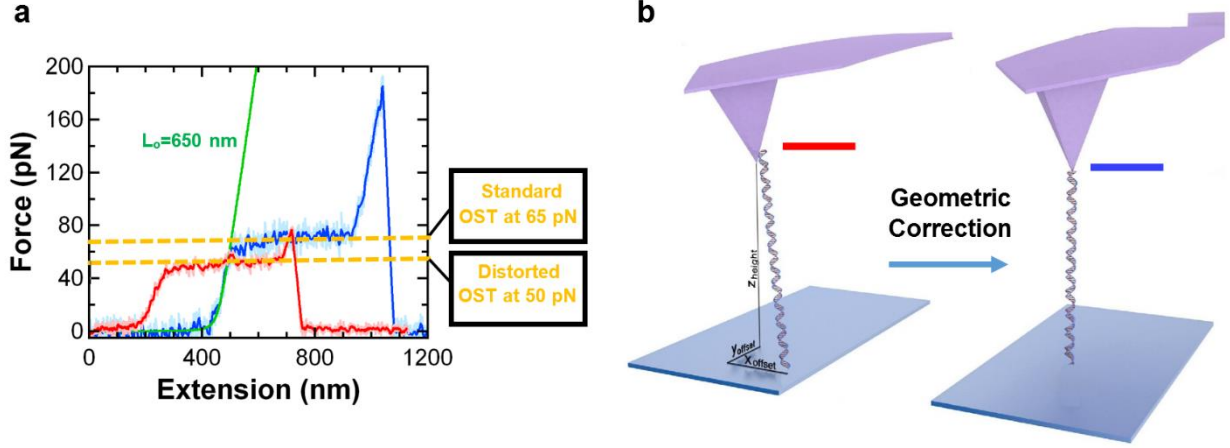 a
200
160
120
80
40
0
Force (pN)
0
400
800
1200
Extension (nm)
Lo=650 nm
Standard
OST at 65 pN
Distorted
OST at 50 pN
b
zheight
yoffset
xoffset
Geometric
Correction